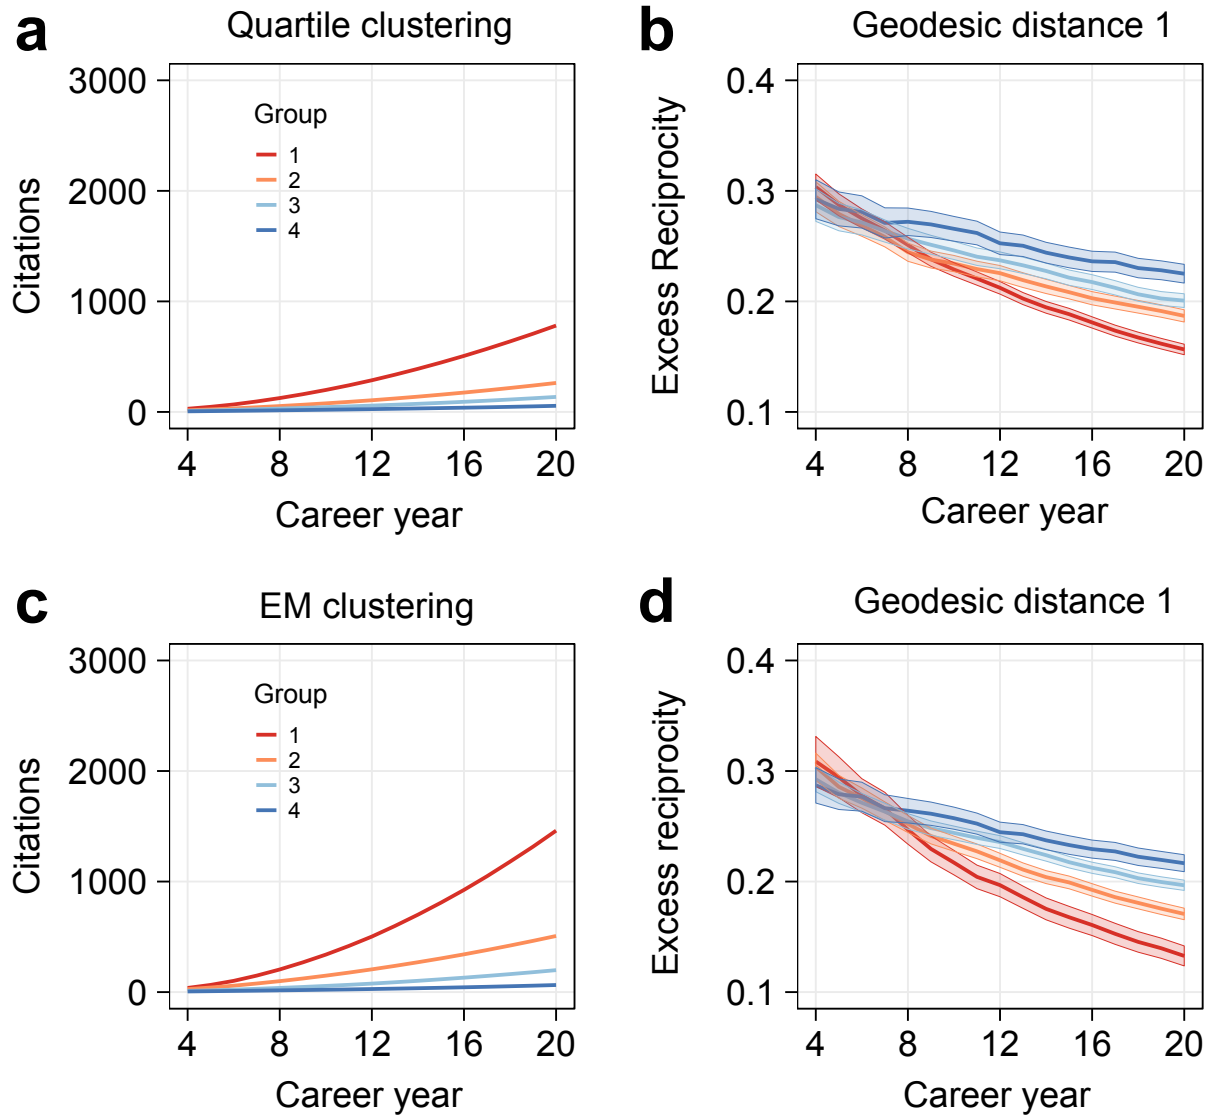 a
Quartile clustering
Citations
3000
2000
1000
0
Group
1
2
3
4
4 8 12 16 20
Career year
b
Geodesic distance 1
Excess Reciprocity
0.4
0.3
0.2
0.1
4 8 12 16 20
Career year
c
EM clustering
Citations
3000
2000
1000
0
Group
1
2
3
4
4 8 12 16 20
Career year
d
Geodesic distance 1
Excess reciprocity
0.4
0.3
0.2
0.1
4 8 12 16 20
Career year